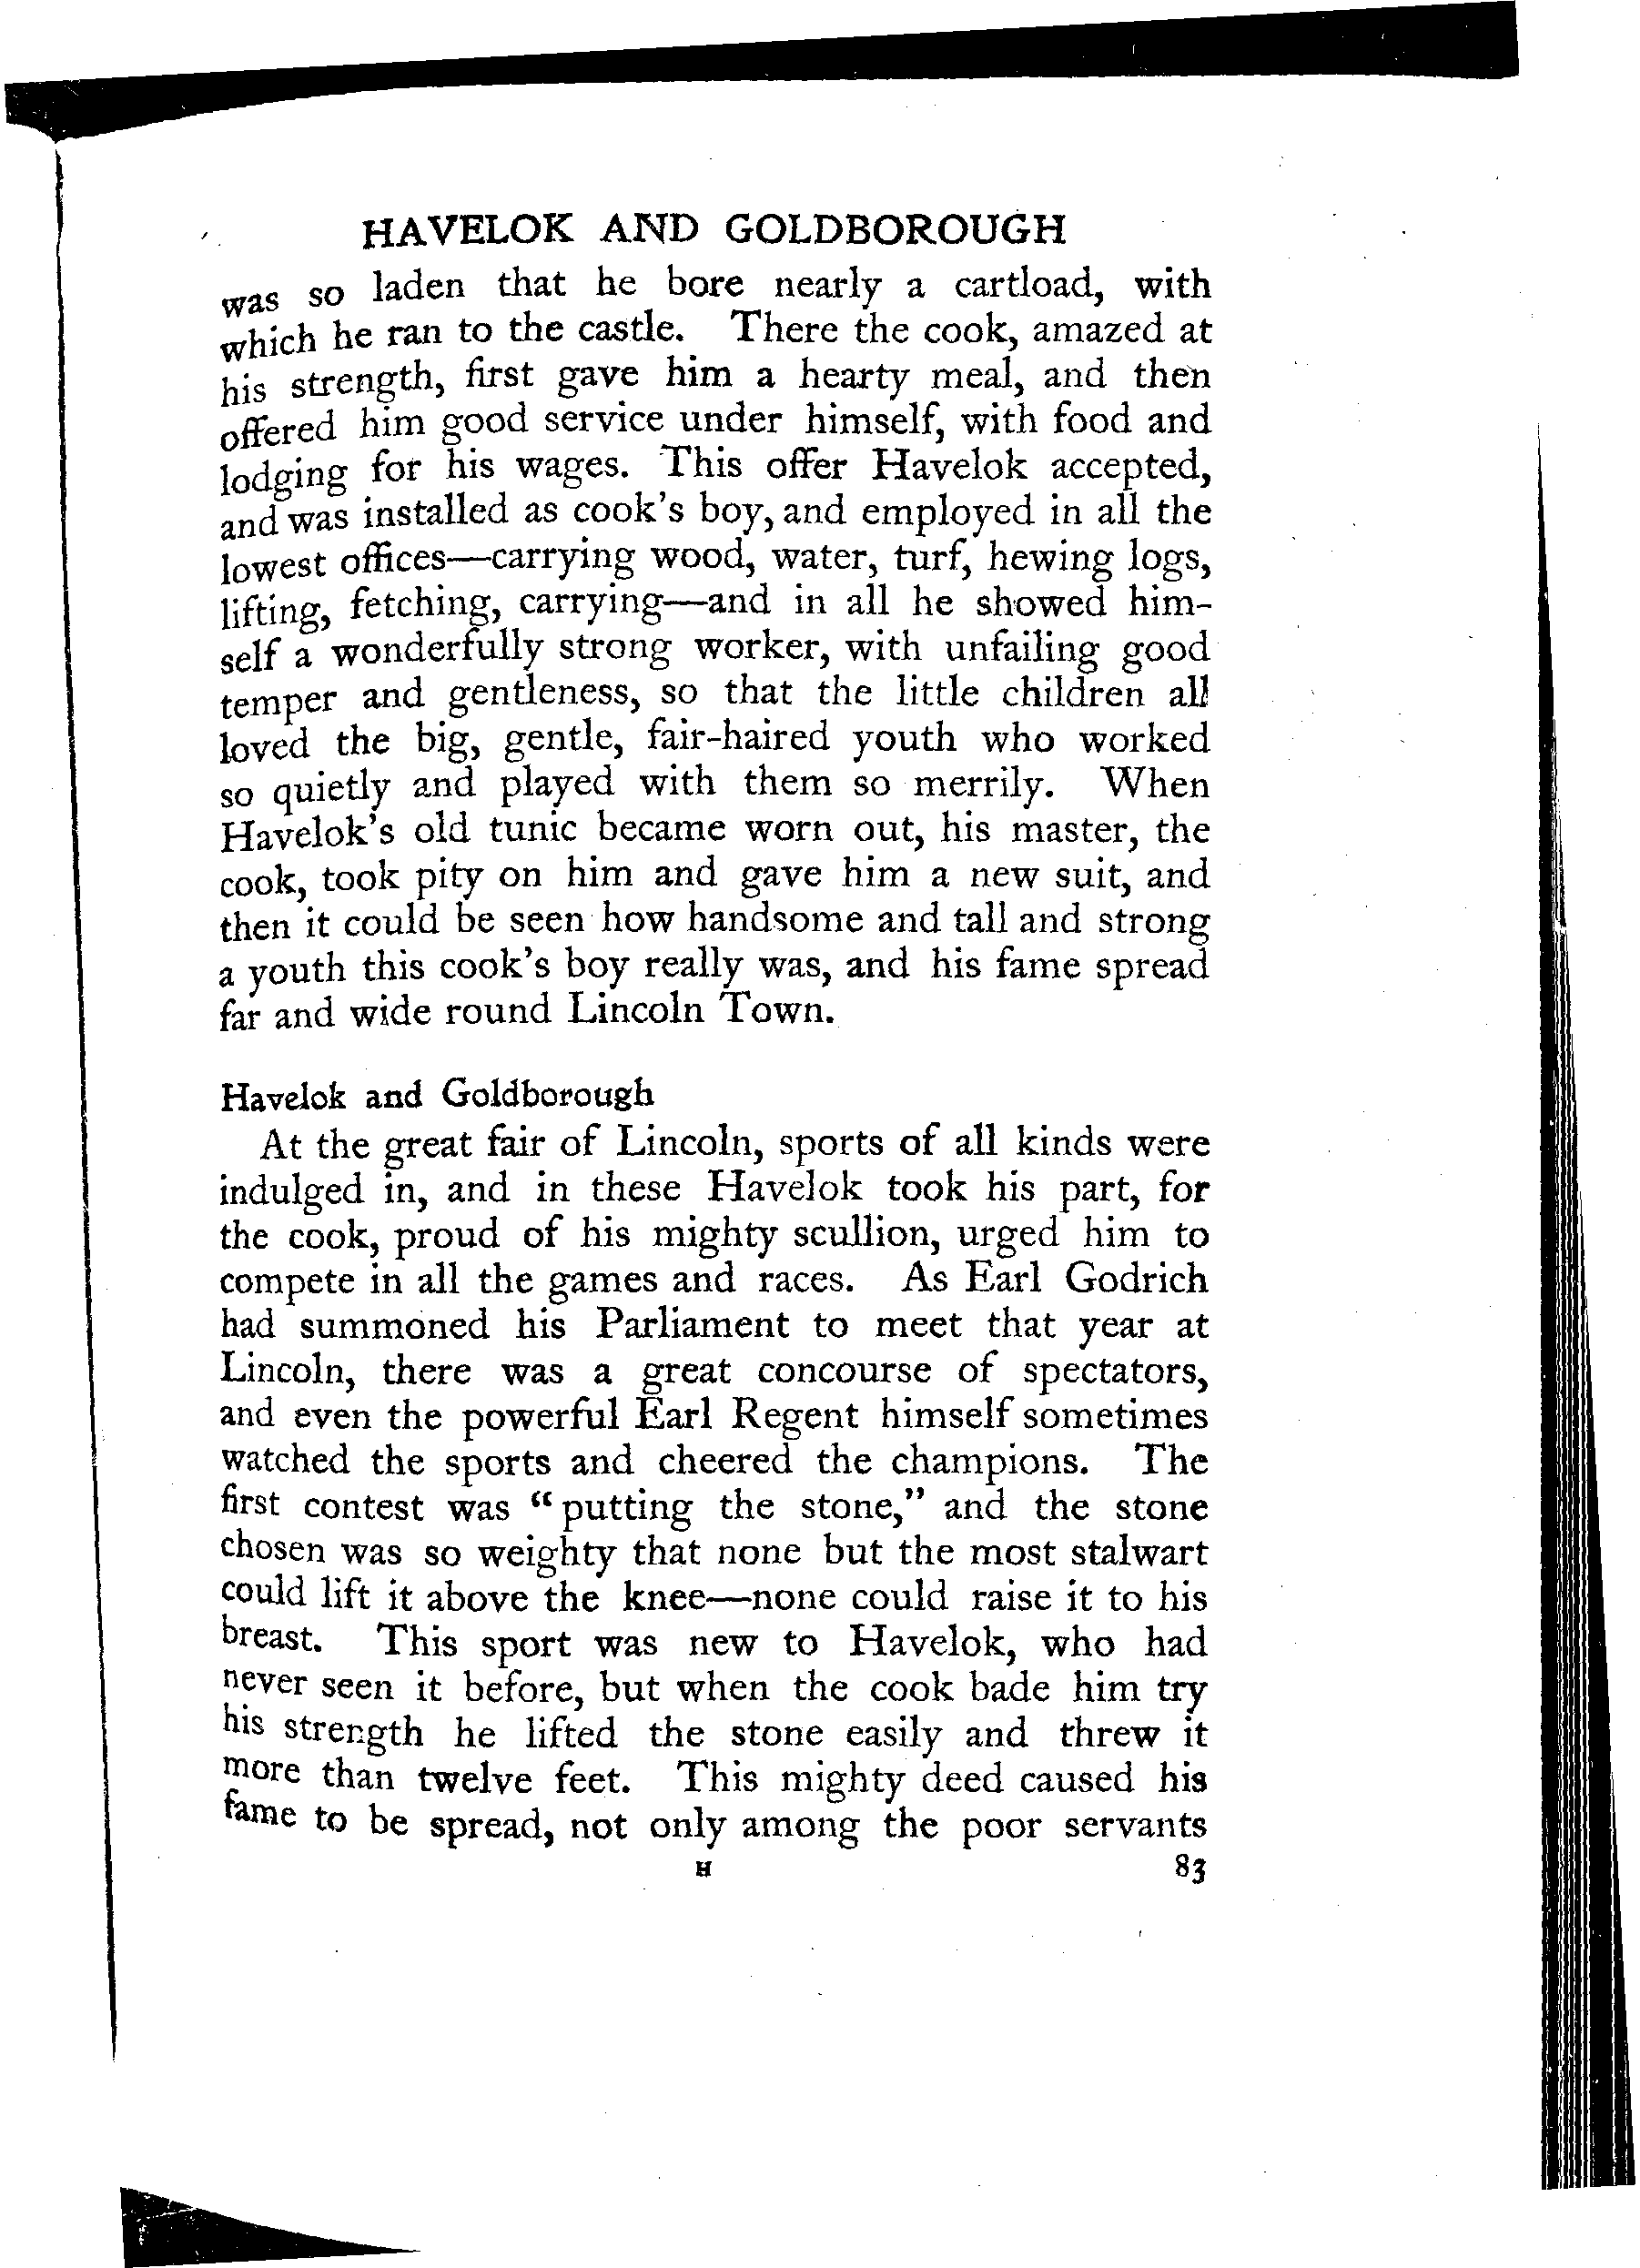 HAVELOK AND GOLDBOROUGH
was so laden that he bore nearly a cartload, with
which he ran to the castle. There the cook, amazed at
his strength, first gave him a hearty meal, and then
offered him good service under himself, with food and
lodging for his wages. This offer Havelok accepted,
and was installed as cook's boy, and employed in all the
lowest offices—carrying wood, water, turf, hewing logs,
lifting, fetching, carrying—and in all he showed him-
self a wonderfully strong worker, with unfailing good
temper and gentleness, so that the little children all
loved the big, gentle, fair-haired youth who worked
so quietly and played with them so merrily. When
Havelok's old tunic became worn out, his master, the
cook, took pity on him and gave him a new suit, and
then it could be seen how handsome and tall and strong
a youth this cook's boy really was, and his fame spread
far and wide round Lincoln Town.
Havelok and Goldborough
At the great fair of Lincoln, sports of all kinds were
indulged in, and in these Havelok took his part, for
the cook, proud of his mighty scullion, urged him to
compete in all the games and races. As Earl Godrich
had summoned his Parliament to meet that year at
Lincoln, there was a great concourse of spectators,
and even the powerful Earl Regent himself sometimes
watched the sports and cheered the champions. The
first contest was "putting the stone," and the stone
chosen was so weighty that none but the most stalwart
could lift it above the knee—none could raise it to his
breast. This sport was new to Havelok, who had
never seen it before, but when the cook bade him try
his strength he lifted the stone easily and threw it
more than twelve feet. This mighty deed caused his
fame to be spread, not only among the poor servants
H 83